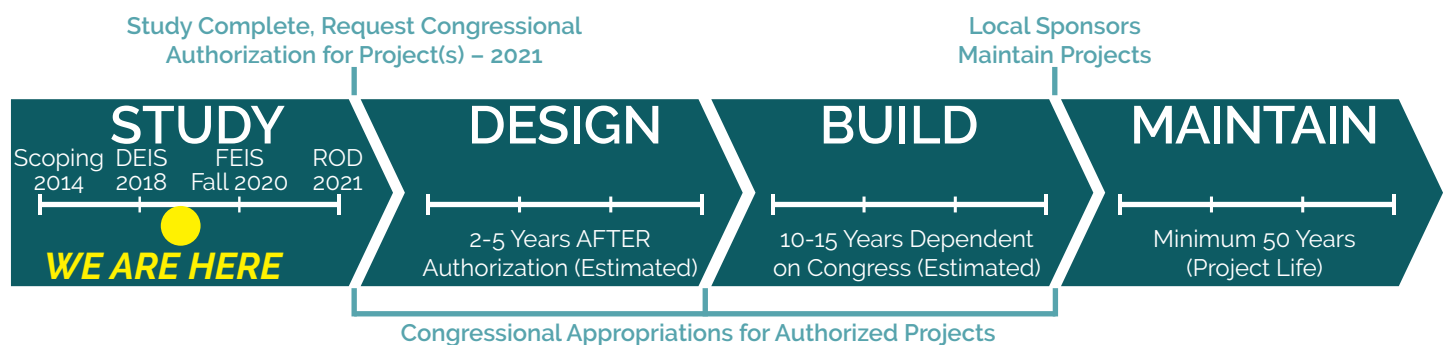 Study Complete, Request Congressional
Authorization for Project(s) – 2021
Local Sponsors
Maintain Projects
STUDY
Scoping
2014
DEIS
2018
FEIS
Fall 2020
ROD
2021
WE ARE HERE
DESIGN
2-5 Years AFTER
Authorization (Estimated)
BUILD
10-15 Years Dependent
on Congress (Estimated)
MAINTAIN
Minimum 50 Years
(Project Life)
Congressional Appropriations for Authorized Projects